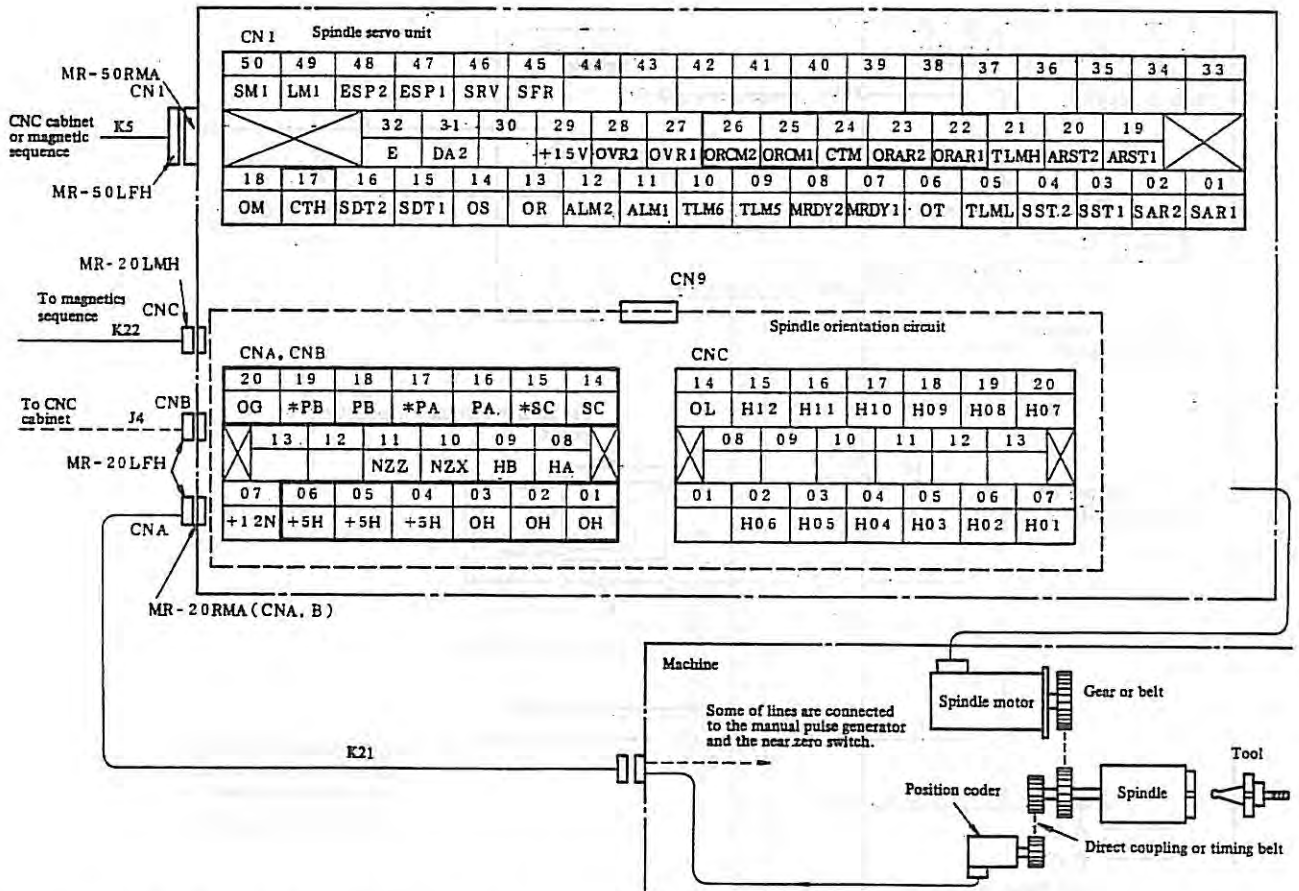 CN1 Spindle servo unit
50 49 48 47 46 45 44 43 42 41 40 39 38 37 36 35 34 33
SM1 LM1 ESP2 ESP1 SRV SFR
32 31 30 29 28 27 26 25 24 23 22 21 20 19
E DA2 +15V OVR2 OVR1 ORCM2 ORCM1 CTM ORAR2 ORAR1 TLMH ARST2 ARST1
18 17 16 15 14 13 12 11 10 09 08 07 06 05 04 03 02 01
OM CTH SDT2 SDT1 OS OR ALM2 ALM1 TLM6 TLM5 MRDY2 MRDY1 OT TLML SST.2 SST1 SAR2 SAR1
MR-50RMA
CN1
CNC cabinet
or magnetic
sequence
K5
MR-50LFH
MR-20LMH
To magnetics
sequence
CNC
K22
CN9
Spindle orientation circuit
CNA, CNB
20 19 18 17 16 15 14
OG *PB PB *PA PA. *SC SC
13 12 11 10 09 08
NZZ NZX HB HA
07 06 05 04 03 02 01
+12N +5H +5H +5H OH OH OH
CNC
14 15 16 17 18 19 20
OL H12 H11 H10 H09 H08 H07
08 09 10 11 12 13
01 02 03 04 05 06 07
H06 H05 H04 H03 H02 H01
To CNC
cabinet
CNB
J4
MR-20LFH
CNA
MR-20RMA(CNA, B)
Machine
Some of lines are connected
to the manual pulse generator
and the near zero switch.
K21
Spindle motor
Gear or belt
Tool
Position coder
Spindle
Direct coupling or timing belt